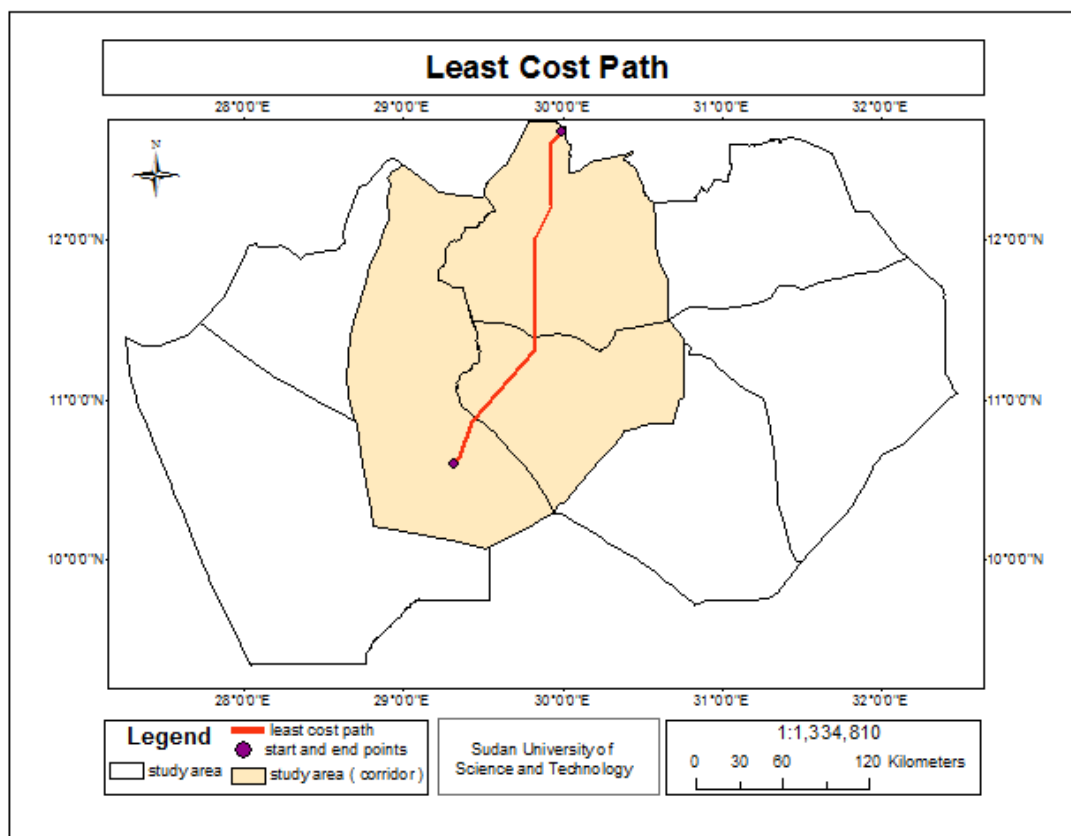 Least Cost Path
28°0'0"E 29°0'0"E 30°0'0"E 31°0'0"E 32°0'0"E
N
12°0'0"N 12°0'0"N
11°0'0"N 11°0'0"N
10°0'0"N 10°0'0"N
28°0'0"E 29°0'0"E 30°0'0"E 31°0'0"E 32°0'0"E
Legend
least cost path
start and end points
study area
study area ( corridor )
Sudan University of
Science and Technology
1:1,334,810
0 30 60 120 Kilometers